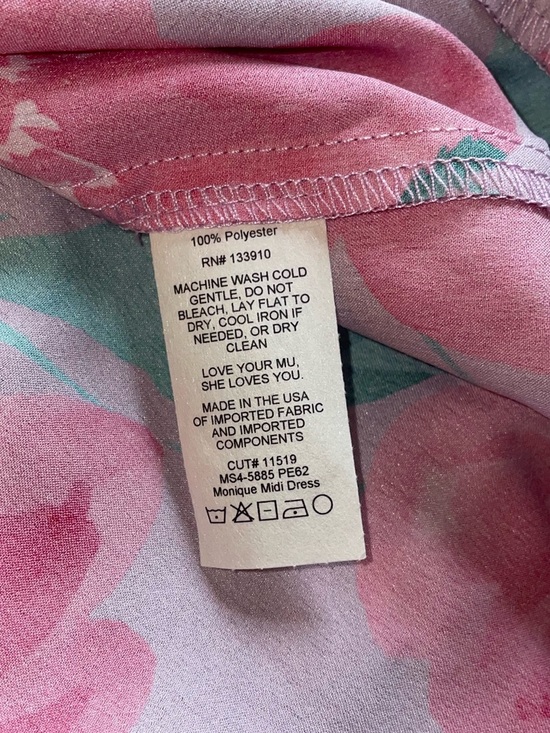 100% Polyester
RN# 133910
MACHINE WASH COLD
GENTLE, DO NOT
BLEACH, LAY FLAT TO
DRY, COOL IRON IF
NEEDED, OR DRY
CLEAN
LOVE YOUR MU,
SHE LOVES YOU.
MADE IN THE USA
OF IMPORTED FABRIC
AND IMPORTED
COMPONENTS
CUT# 11519
MS4-5885 PE62
Monique Midi Dress